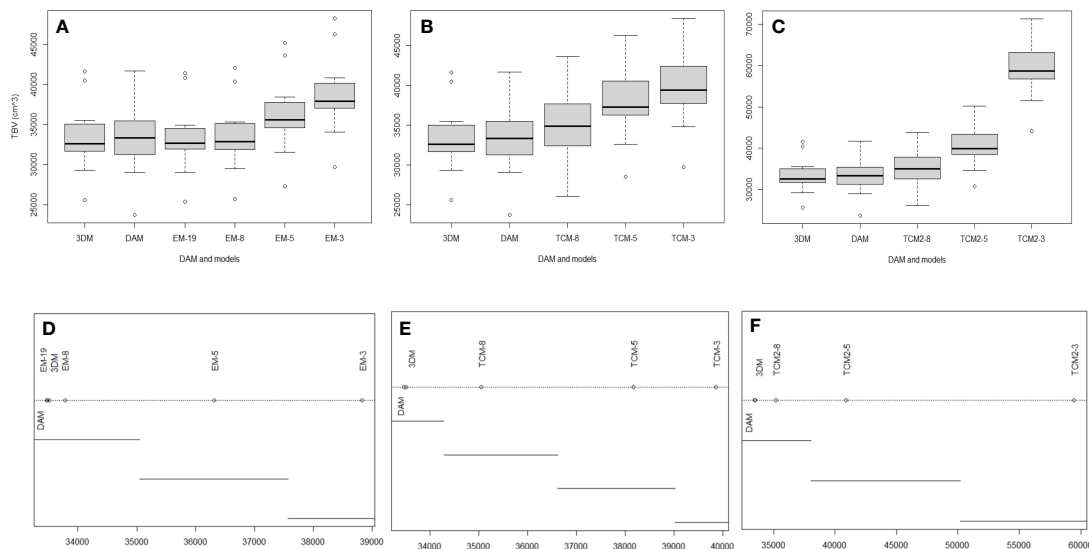 A
TBV (cm^3)
25000 30000 35000 40000 45000
3DM DAM EM-19 EM-8 EM-5 EM-3
DAM and models
B
25000 30000 35000 40000 45000
3DM DAM TCM-8 TCM-5 TCM-3
DAM and models
C
30000 40000 50000 60000 70000
3DM DAM TCM2-8 TCM2-5 TCM2-3
DAM and models
D
EM-19 3DM EM-8 EM-5 EM-3
DAM
34000 35000 36000 37000 38000 39000
E
3DM TCM-8 TCM-5 TCM-3
DAM
34000 35000 36000 37000 38000 39000 40000
F
3DM TCM2-8 TCM2-5 TCM2-3
DAM
35000 40000 45000 50000 55000 60000